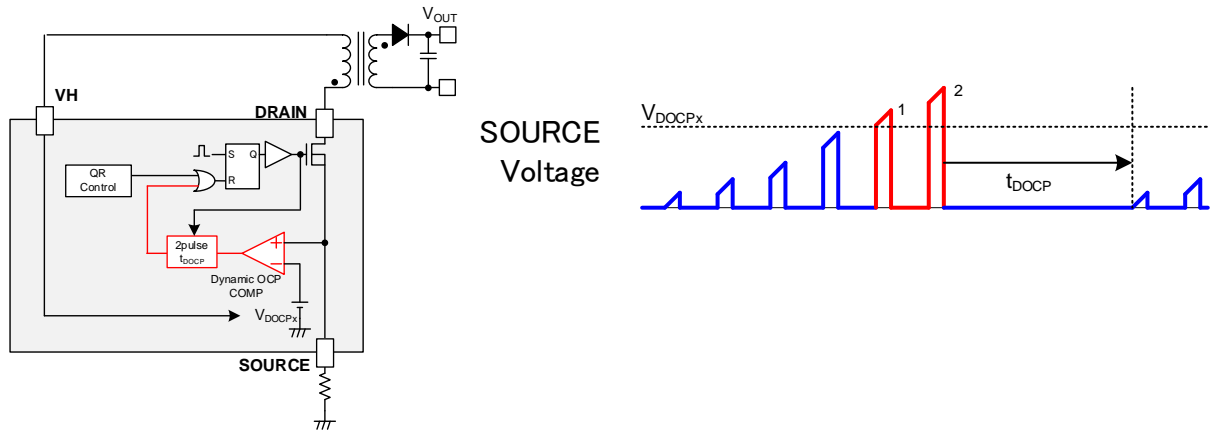 V_OUT
VH
DRAIN
S
Q
R
QR
Control
2pulse
t_DOCP
+
−
Dynamic OCP
COMP
V_DOCPx
SOURCE
SOURCE
Voltage
V_DOCPx
1
2
t_DOCP